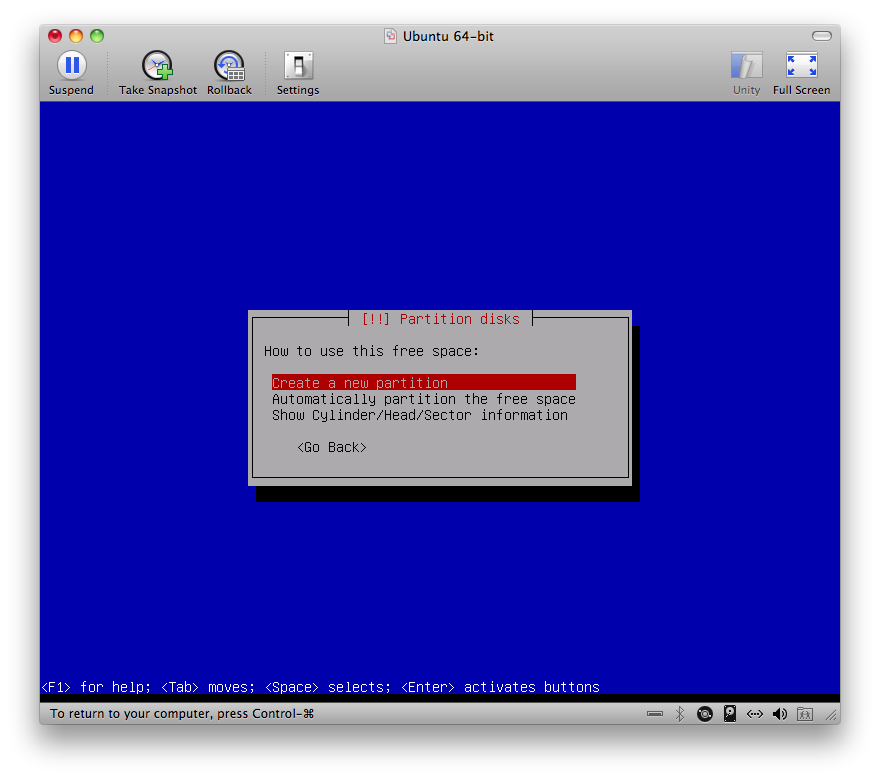 Ubuntu 64-bit
Suspend Take Snapshot Rollback Settings Unity Full Screen
[!!] Partition disks
How to use this free space:
Create a new partition
Automatically partition the free space
Show Cylinder/Head/Sector information
<Go Back>
<F1> for help; <Tab> moves; <Space> selects; <Enter> activates buttons
To return to your computer, press Control-⌘